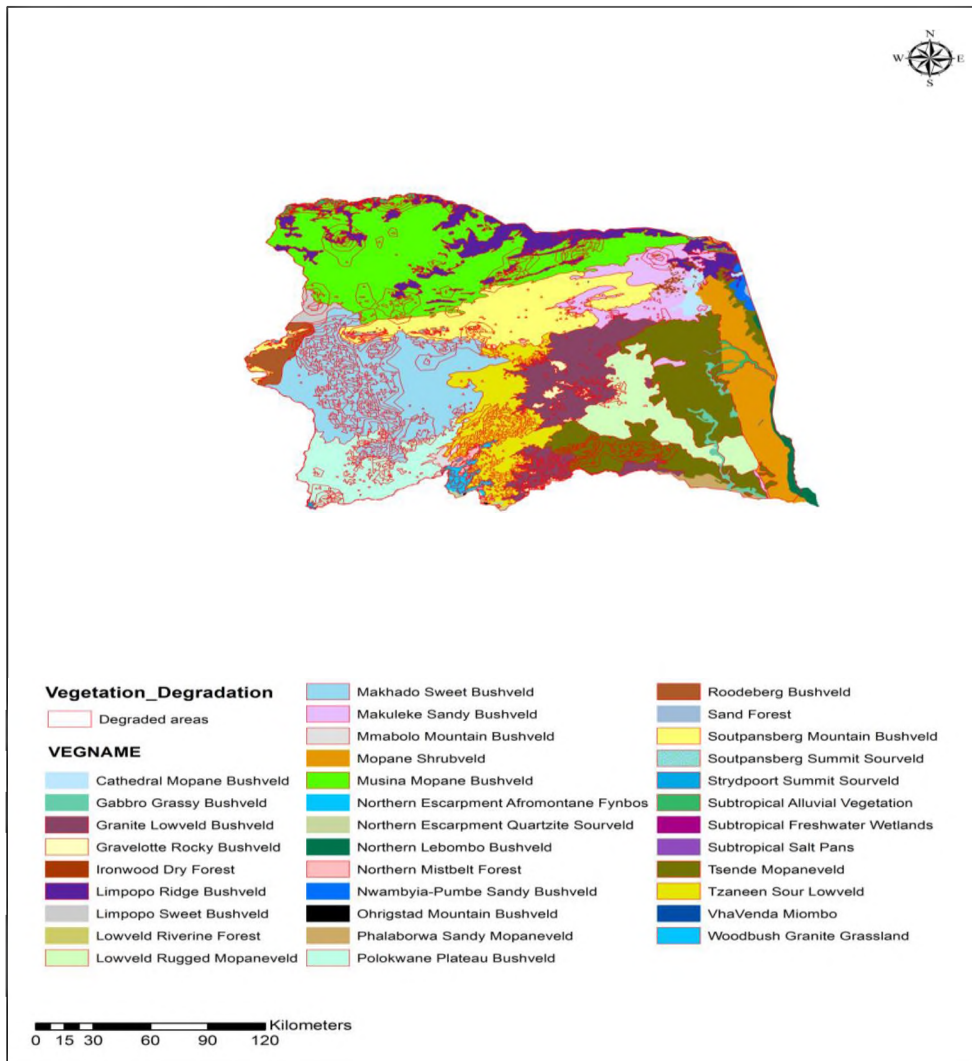 N
W E
S
Vegetation_Degradation
Degraded areas
VEGNAME
Cathedral Mopane Bushveld
Gabbro Grassy Bushveld
Granite Lowveld Bushveld
Gravelotte Rocky Bushveld
Ironwood Dry Forest
Limpopo Ridge Bushveld
Limpopo Sweet Bushveld
Lowveld Riverine Forest
Lowveld Rugged Mopaneveld
Makhado Sweet Bushveld
Makuleke Sandy Bushveld
Mmabolo Mountain Bushveld
Mopane Shrubveld
Musina Mopane Bushveld
Northern Escarpment Afromontane Fynbos
Northern Escarpment Quartzite Sourveld
Northern Lebombo Bushveld
Northern Mistbelt Forest
Nwambyia-Pumbe Sandy Bushveld
Ohrigstad Mountain Bushveld
Phalaborwa Sandy Mopaneveld
Polokwane Plateau Bushveld
Roodeberg Bushveld
Sand Forest
Soutpansberg Mountain Bushveld
Soutpansberg Summit Sourveld
Strydpoort Summit Sourveld
Subtropical Alluvial Vegetation
Subtropical Freshwater Wetlands
Subtropical Salt Pans
Tsende Mopaneveld
Tzaneen Sour Lowveld
VhaVenda Miombo
Woodbush Granite Grassland
Kilometers
0 15 30 60 90 120